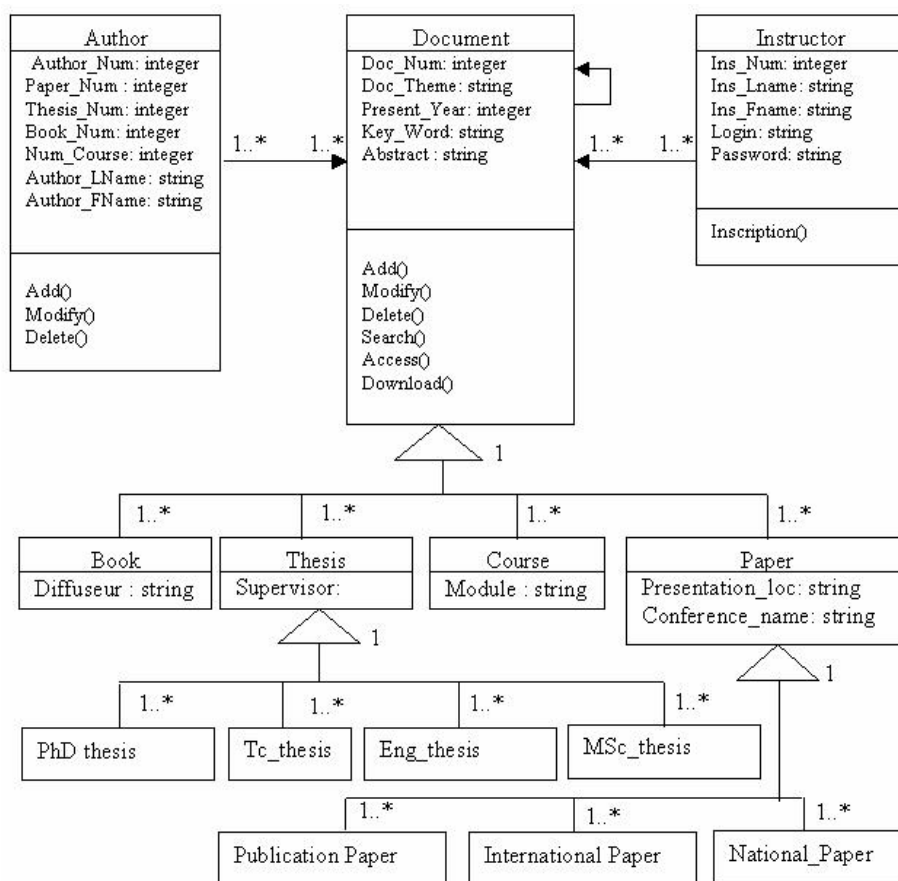 Author
Author_Num: integer
Paper_Num : integer
Thesis_Num: integer
Book_Num: integer
Num_Course: integer
Author_LName: string
Author_FName: string
Add()
Modify()
Delete()
1..*
1..*
Document
Doc_Num: integer
Doc_Theme: string
Present_Year: integer
Key_Word: string
Abstract : string
Add()
Modify()
Delete()
Search()
Access()
Download()
1..*
1..*
Instructor
Ins_Num: integer
Ins_Lname: string
Ins_Fname: string
Login: string
Password: string
Inscription()
1
1..*
1..*
1..*
1..*
Book
Diffuseur : string
Thesis
Supervisor:
Course
Module : string
Paper
Presentation_loc: string
Conference_name: string
1
1
1..*
1..*
1..*
1..*
PhD thesis
Tc_thesis
Eng_thesis
MSc_thesis
1..*
1..*
1..*
Publication Paper
International Paper
National_Paper